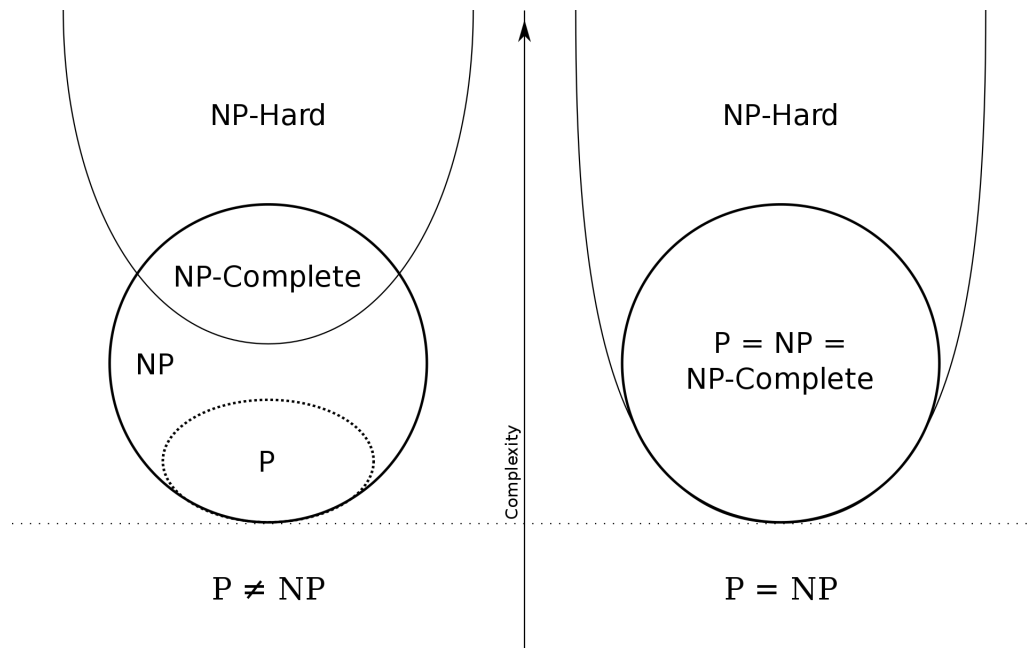 NP-Hard
NP-Complete
NP
P
P ≠ NP
Complexity
NP-Hard
P = NP =
NP-Complete
P = NP